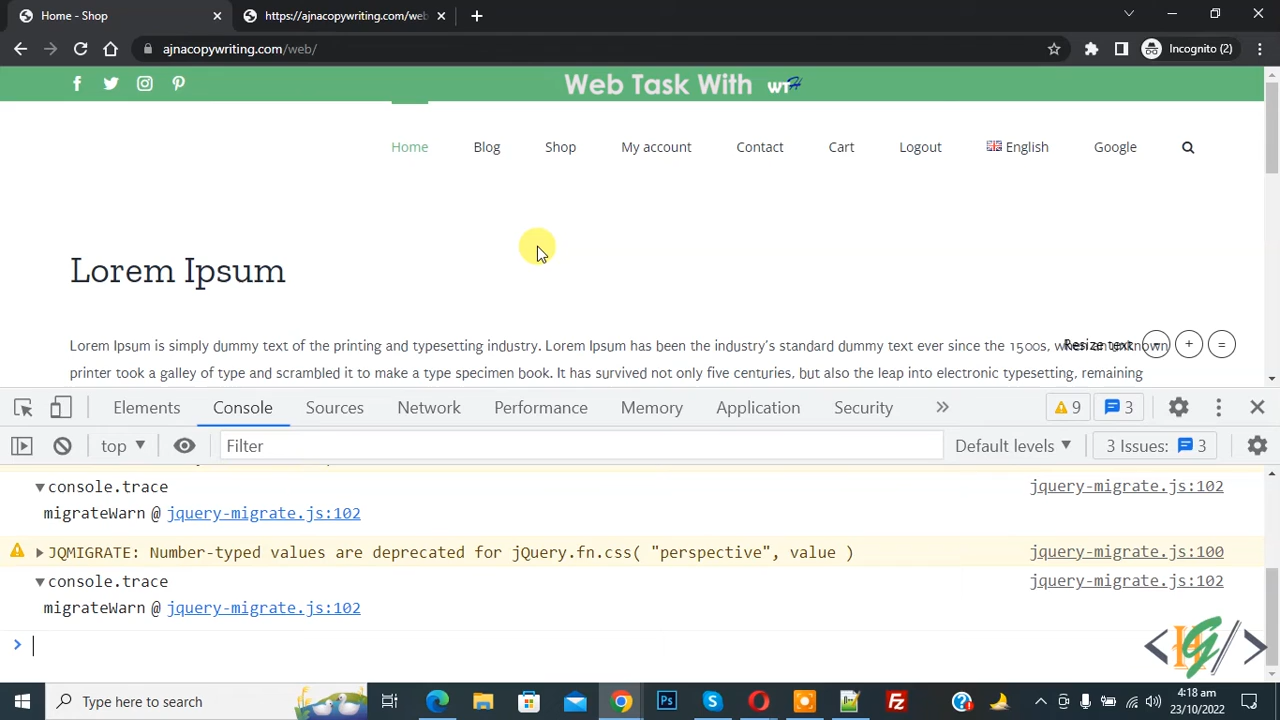 Home - Shop
https://ajnacopywriting.com/web
ajnacopywriting.com/web/
Incognito (2)
Web Task With WTH
Home Blog Shop My account Contact Cart Logout English Google
Lorem Ipsum
Lorem Ipsum is simply dummy text of the printing and typesetting industry. Lorem Ipsum has been the industry's standard dummy text ever since the 1500s, when an unknown
Resize text - + =
printer took a galley of type and scrambled it to make a type specimen book. It has survived not only five centuries, but also the leap into electronic typesetting, remaining
Elements Console Sources Network Performance Memory Application Security » 9 3
top Filter Default levels 3 Issues: 3
console.trace jquery-migrate.js:102
migrateWarn @ jquery-migrate.js:102
JQMIGRATE: Number-typed values are deprecated for jQuery.fn.css( "perspective", value ) jquery-migrate.js:100
console.trace jquery-migrate.js:102
migrateWarn @ jquery-migrate.js:102
>
Type here to search
4:18 am
23/10/2022